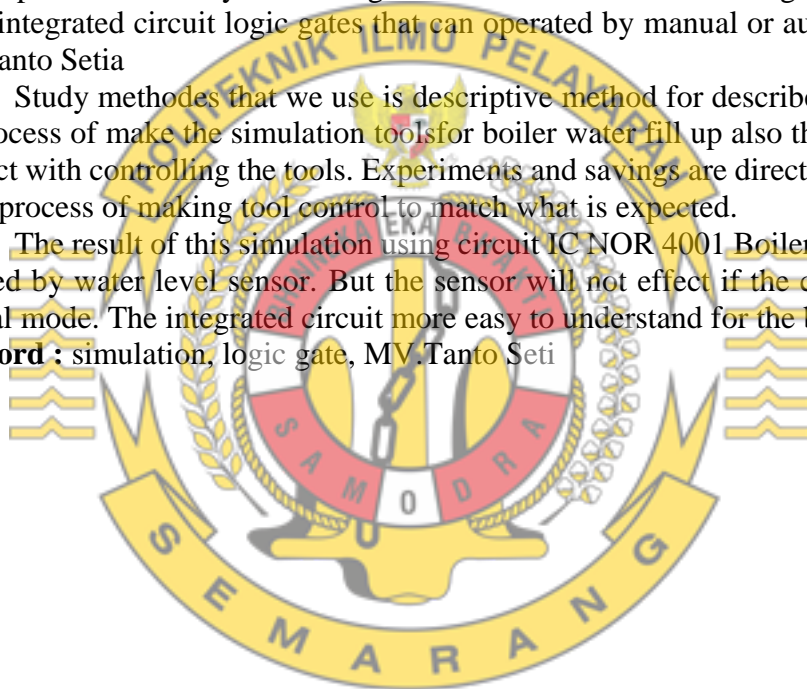 integrated circuit logic gates that can operated by manual or au
anto Setia
Study methodes that we use is descriptive method for describe
rocess of make the simulation toolsfor boiler water fill up also th
ct with controlling the tools. Experiments and savings are direct
process of making tool control to match what is expected.
The result of this simulation using circuit IC NOR 4001 Boiler
ed by water level sensor. But the sensor will not effect if the c
al mode. The integrated circuit more easy to understand for the b
ord : simulation, logic gate, MV.Tanto Seti
POLITEKNIK ILMU PELAYARAN
SAMODRA
SEMARANG